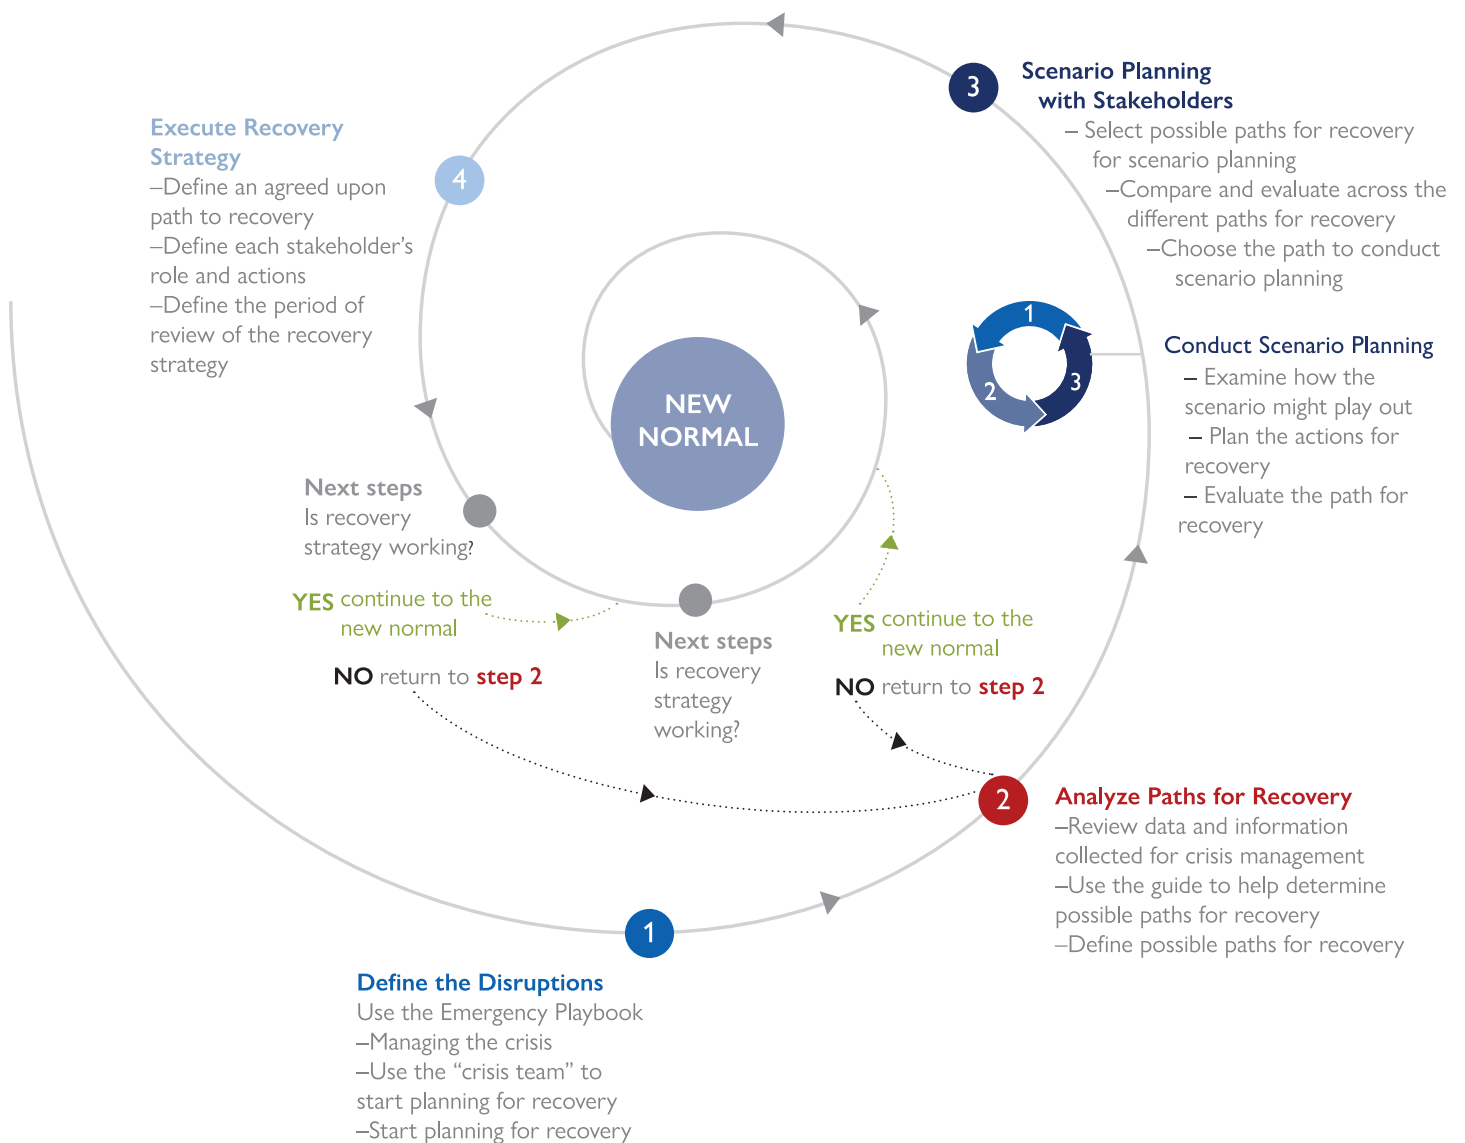 3
Scenario Planning
with Stakeholders
– Select possible paths for recovery
for scenario planning
–Compare and evaluate across the
different paths for recovery
–Choose the path to conduct
scenario planning
Execute Recovery
Strategy
–Define an agreed upon
path to recovery
–Define each stakeholder’s
role and actions
–Define the period of
review of the recovery
strategy
4
1
2
3
Conduct Scenario Planning
– Examine how the
scenario might play out
– Plan the actions for
recovery
– Evaluate the path for
recovery
NEW
NORMAL
Next steps
Is recovery
strategy working?
YES continue to the
new normal
NO return to step 2
Next steps
Is recovery
strategy
working?
YES continue to the
new normal
NO return to step 2
2
Analyze Paths for Recovery
–Review data and information
collected for crisis management
–Use the guide to help determine
possible paths for recovery
–Define possible paths for recovery
1
Define the Disruptions
Use the Emergency Playbook
–Managing the crisis
–Use the “crisis team” to
start planning for recovery
–Start planning for recovery